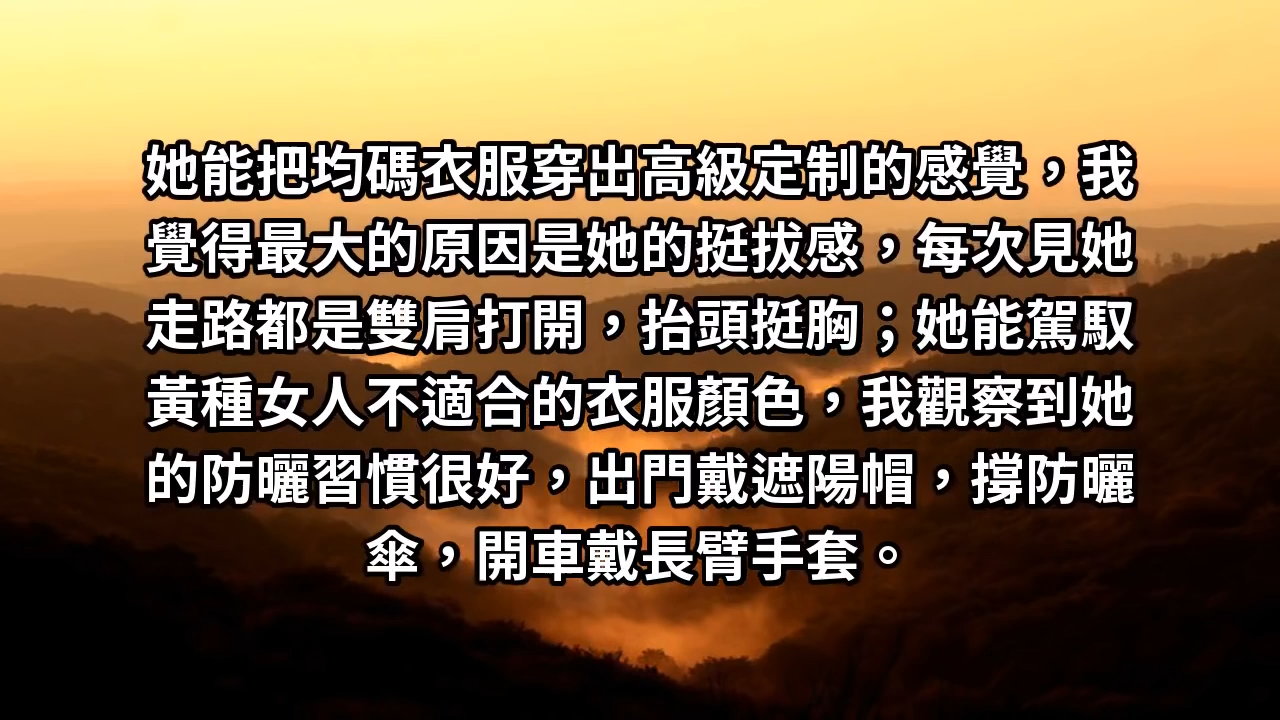 她能把均碼衣服穿出高級定制的感覺，我
覺得最大的原因是她的挺拔感，每次見她
走路都是雙肩打開，抬頭挺胸；她能駕馭
黃種女人不適合的衣服顏色，我觀察到她
的防曬習慣很好，出門戴遮陽帽，撐防曬
傘，開車戴長臂手套。